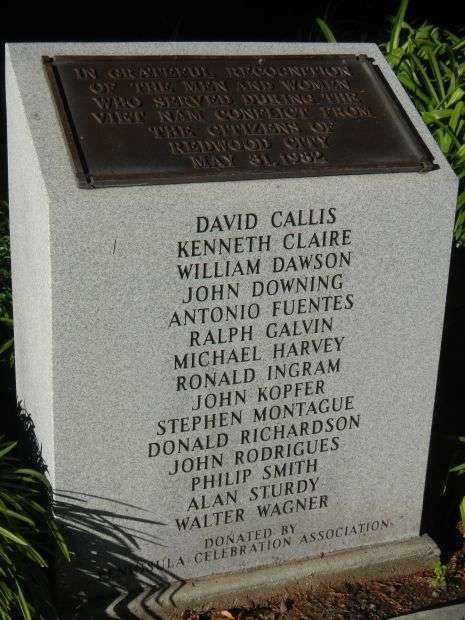 IN GRATEFUL RECOGNITION
OF THE MEN AND WOMEN
WHO SERVED DURING THE
VIET NAM CONFLICT FROM
THE CITIZENS OF
REDWOOD CITY
MAY 31, 1982
DAVID CALLIS
KENNETH CLAIRE
WILLIAM DAWSON
JOHN DOWNING
ANTONIO FUENTES
RALPH GALVIN
MICHAEL HARVEY
RONALD INGRAM
JOHN KOPFER
STEPHEN MONTAGUE
DONALD RICHARDSON
JOHN RODRIGUES
PHILIP SMITH
ALAN STURDY
WALTER WAGNER
DONATED BY
PENINSULA CELEBRATION ASSOCIATION